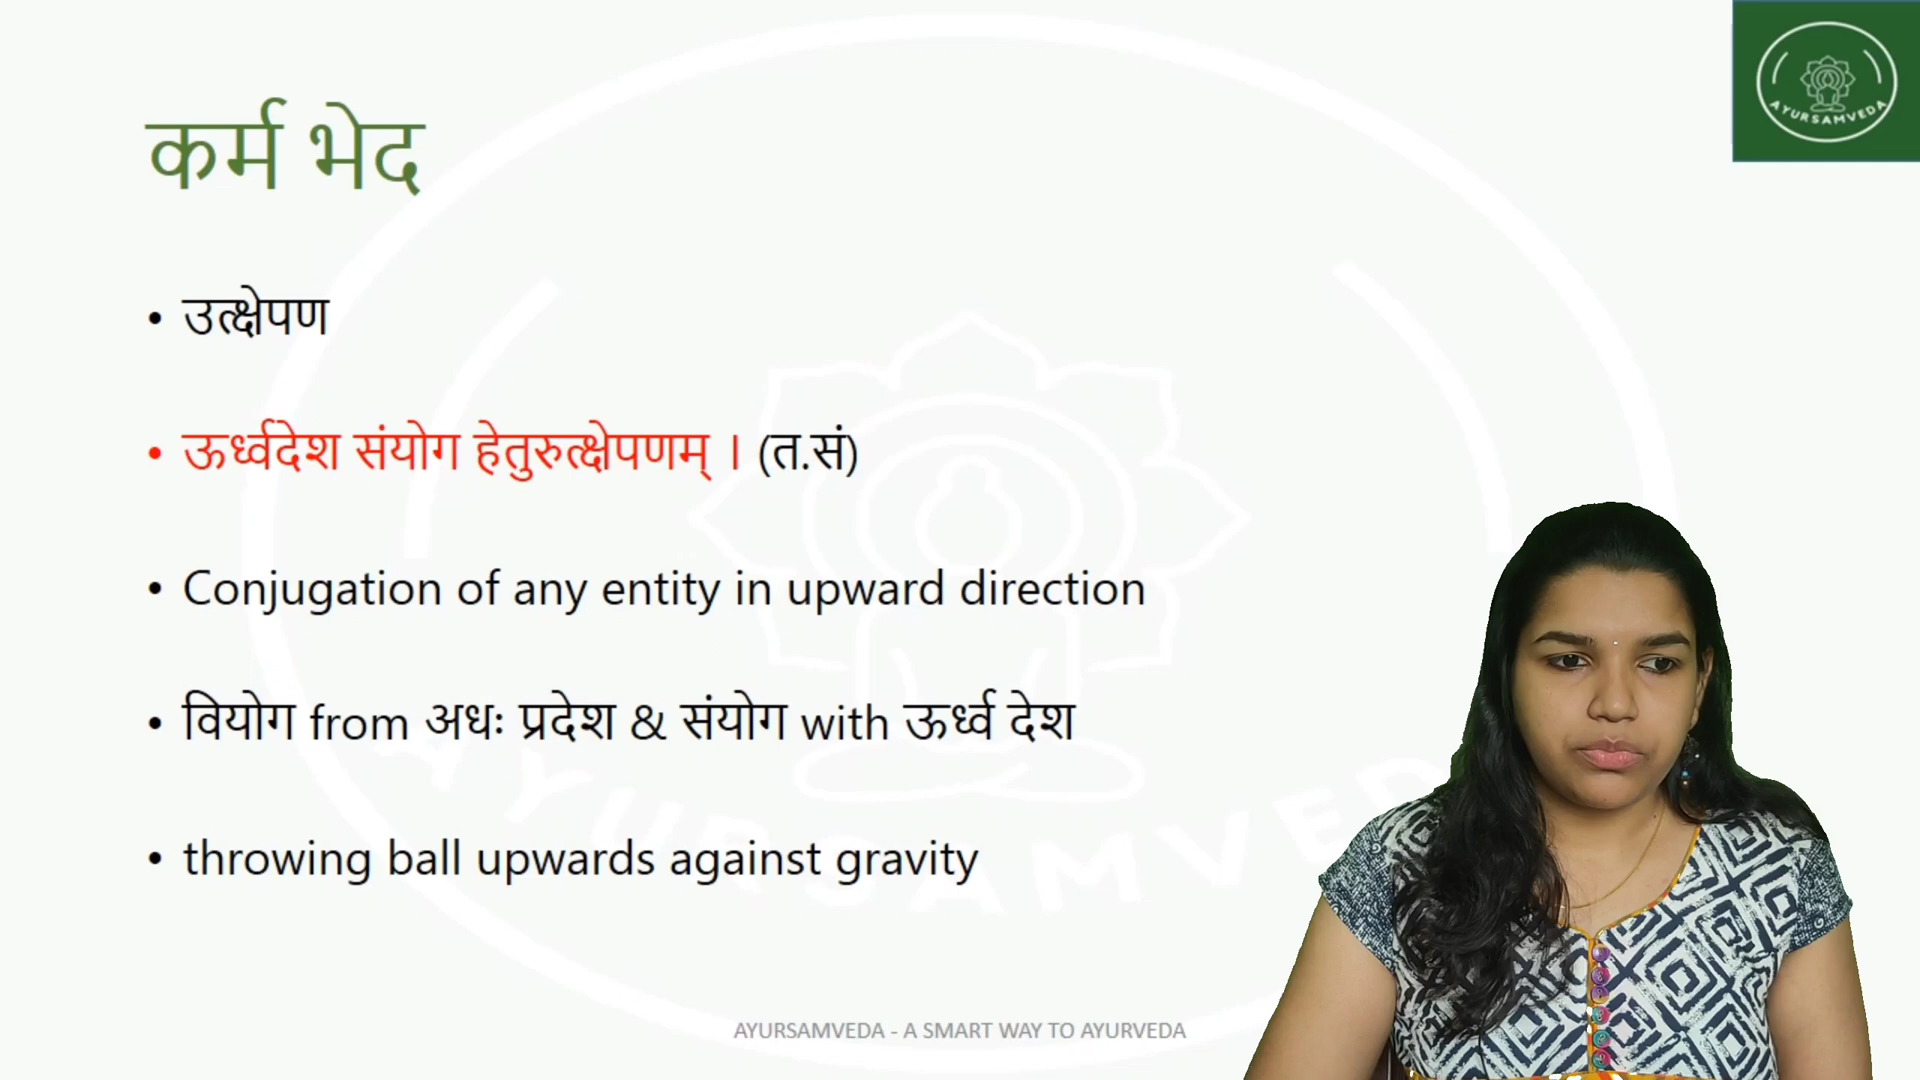 AYURSAMVEDA
कर्म भेद
• उत्क्षेपण
• ऊर्ध्वदेश संयोग हेतुरुत्क्षेपणम् । (त.सं)
• Conjugation of any entity in upward direction
• वियोग from अधः प्रदेश & संयोग with ऊर्ध्व देश
• throwing ball upwards against gravity
AYURSAMVEDA
AYURSAMVEDA - A SMART WAY TO AYURVEDA